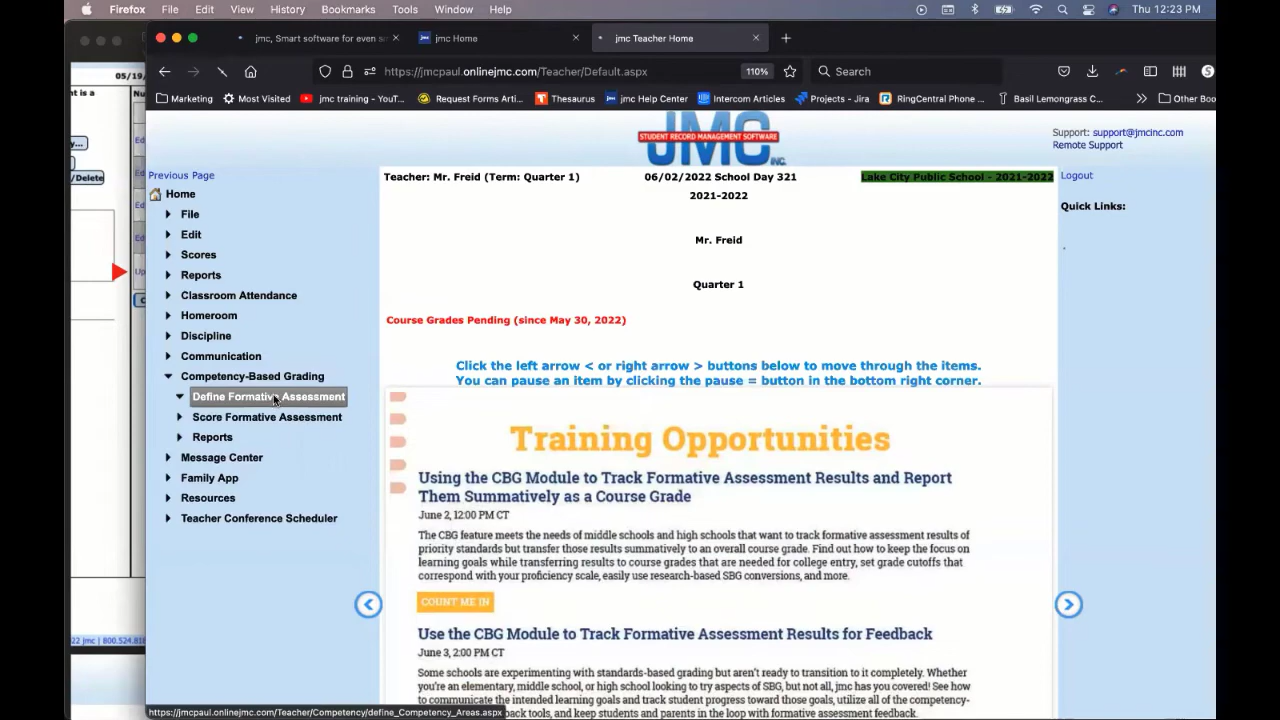 Firefox File Edit View History Bookmarks Tools Window Help Thu 12:23 PM
jmc, Smart software for even s jmc Home jmc Teacher Home
https://jmcpaul.onlinejmc.com/Teacher/Default.aspx 110% Search
Marketing Most Visited jmc training - YouT... Request Forms Arti... Thesaurus jmc Help Center Intercom Articles Projects - Jira RingCentral Phone ... Basil Lemongrass C... Other Boo
05/19/
nt is a
/Delete
22 jmc | 800.524.818
STUDENT RECORD MANAGEMENT SOFTWARE
JMC INC.
Support: support@jmcinc.com
Remote Support
Previous Page
Home
File
Edit
Scores
Reports
Classroom Attendance
Homeroom
Discipline
Communication
Competency-Based Grading
Define Formative Assessment
Score Formative Assessment
Reports
Message Center
Family App
Resources
Teacher Conference Scheduler
Teacher: Mr. Freid (Term: Quarter 1) 06/02/2022 School Day 321 Lake City Public School - 2021-2022
2021-2022
Mr. Freid
Quarter 1
Course Grades Pending (since May 30, 2022)
Click the left arrow < or right arrow > buttons below to move through the items.
You can pause an item by clicking the pause = button in the bottom right corner.
Training Opportunities
Using the CBG Module to Track Formative Assessment Results and Report
Them Summatively as a Course Grade
June 2, 12:00 PM CT
The CBG feature meets the needs of middle schools and high schools that want to track formative assessment results of
priority standards but transfer those results summatively to an overall course grade. Find out how to keep the focus on
learning goals while transferring results to course grades that are needed for college entry, set grade cutoffs that
correspond with your proficiency scale, easily use research-based SBG conversions, and more.
COUNT ME IN
Use the CBG Module to Track Formative Assessment Results for Feedback
June 3, 2:00 PM CT
Some schools are experimenting with standards-based grading but aren't ready to transition to it completely. Whether
you're an elementary, middle school, or high school looking to try aspects of SBG, but not all, jmc has you covered! See how
to communicate the intended learning goals and track student progress toward those goals, utilize all of the competency-
back tools, and keep students and parents in the loop with formative assessment feedback.
Logout
Quick Links:
https://jmcpaul.onlinejmc.com/Teacher/Competency/define_Competency_Areas.aspx